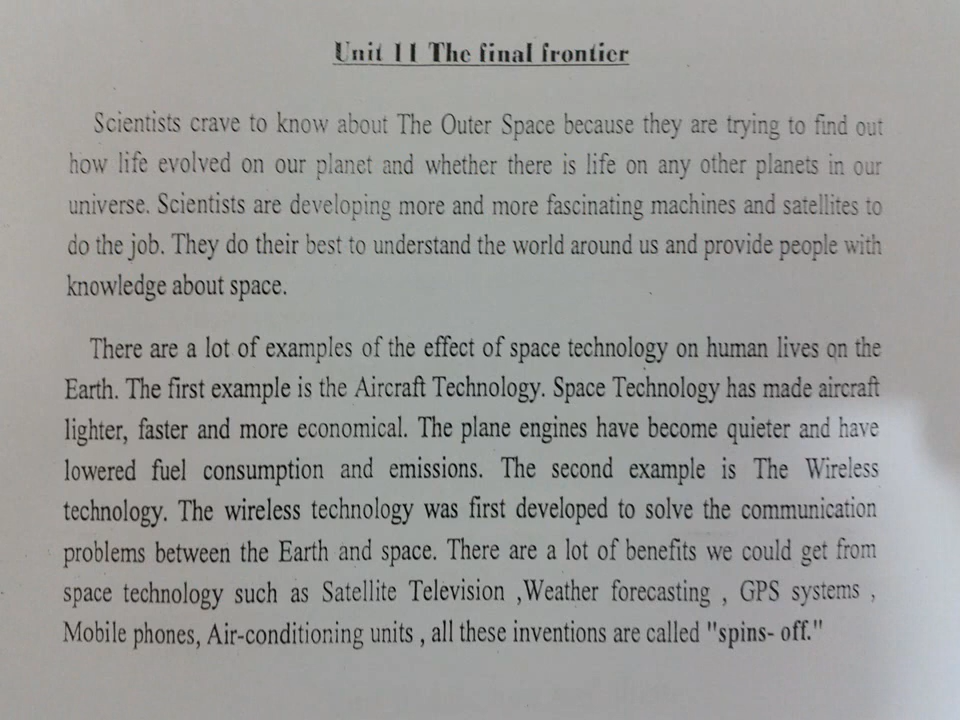 Unit 11 The final frontier
Scientists crave to know about The Outer Space because they are trying to find out
how life evolved on our planet and whether there is life on any other planets in our
universe. Scientists are developing more and more fascinating machines and satellites to
do the job. They do their best to understand the world around us and provide people with
knowledge about space.
There are a lot of examples of the effect of space technology on human lives on the
Earth. The first example is the Aircraft Technology. Space Technology has made aircraft
lighter, faster and more economical. The plane engines have become quieter and have
lowered fuel consumption and emissions. The second example is The Wireless
technology. The wireless technology was first developed to solve the communication
problems between the Earth and space. There are a lot of benefits we could get from
space technology such as Satellite Television ,Weather forecasting , GPS systems ,
Mobile phones, Air-conditioning units , all these inventions are called "spins- off."